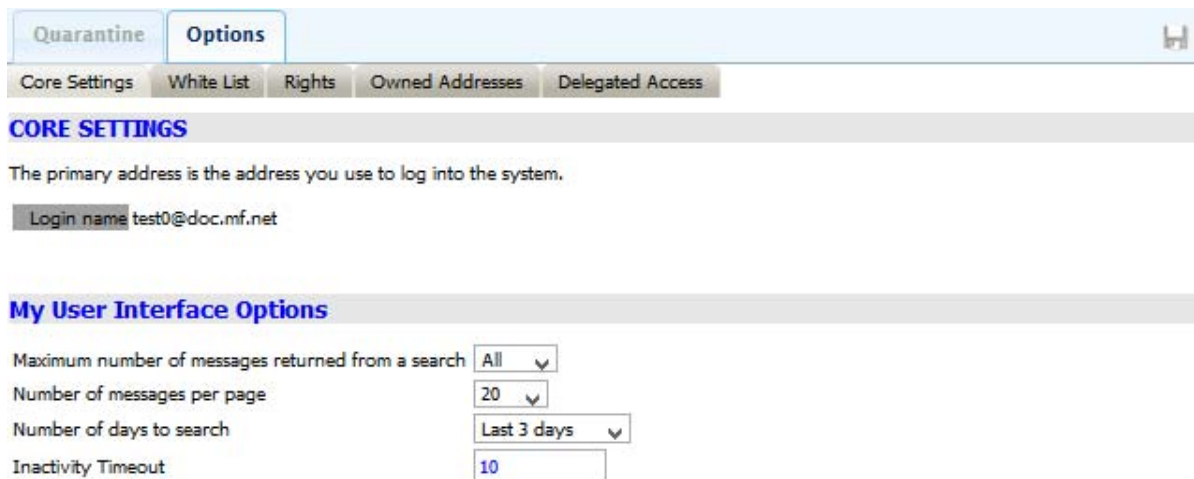 Quarantine Options
Core Settings White List Rights Owned Addresses Delegated Access
CORE SETTINGS
The primary address is the address you use to log into the system.
Login name test0@doc.mf.net
My User Interface Options
Maximum number of messages returned from a search All
Number of messages per page 20
Number of days to search Last 3 days
Inactivity Timeout 10